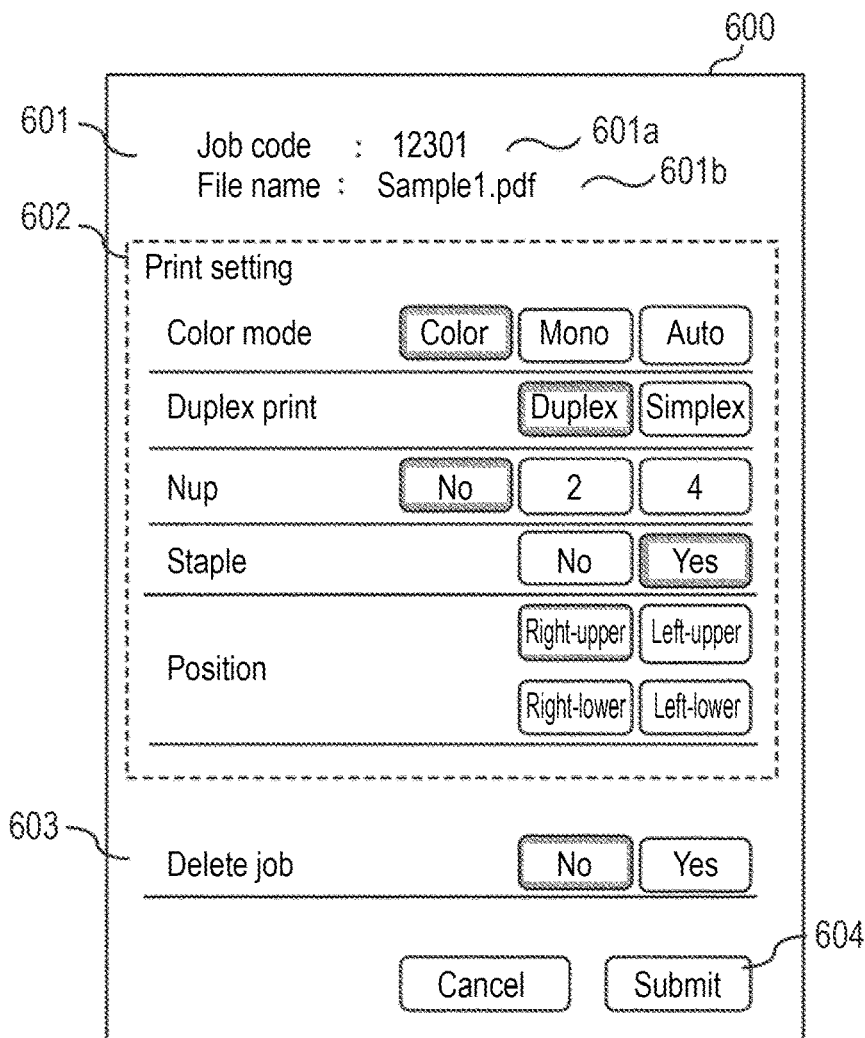 600
601
Job code : 12301 601a
File name : Sample1.pdf 601b
602
Print setting
Color mode Color Mono Auto
Duplex print Duplex Simplex
Nup No 2 4
Staple No Yes
Right-upper Left-upper
Position
Right-lower Left-lower
603
Delete job No Yes
604
Cancel Submit